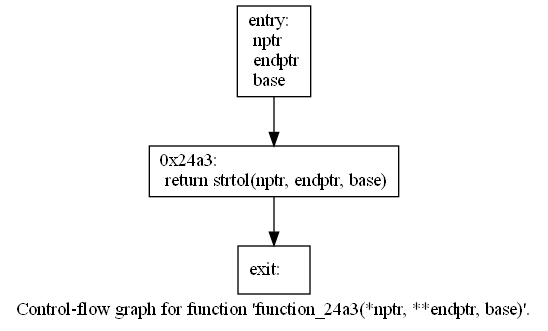 entry:
nptr
endptr
base
0x24a3:
return strtol(nptr, endptr, base)
exit:
Control-flow graph for function 'function_24a3(*nptr, **endptr, base)'.